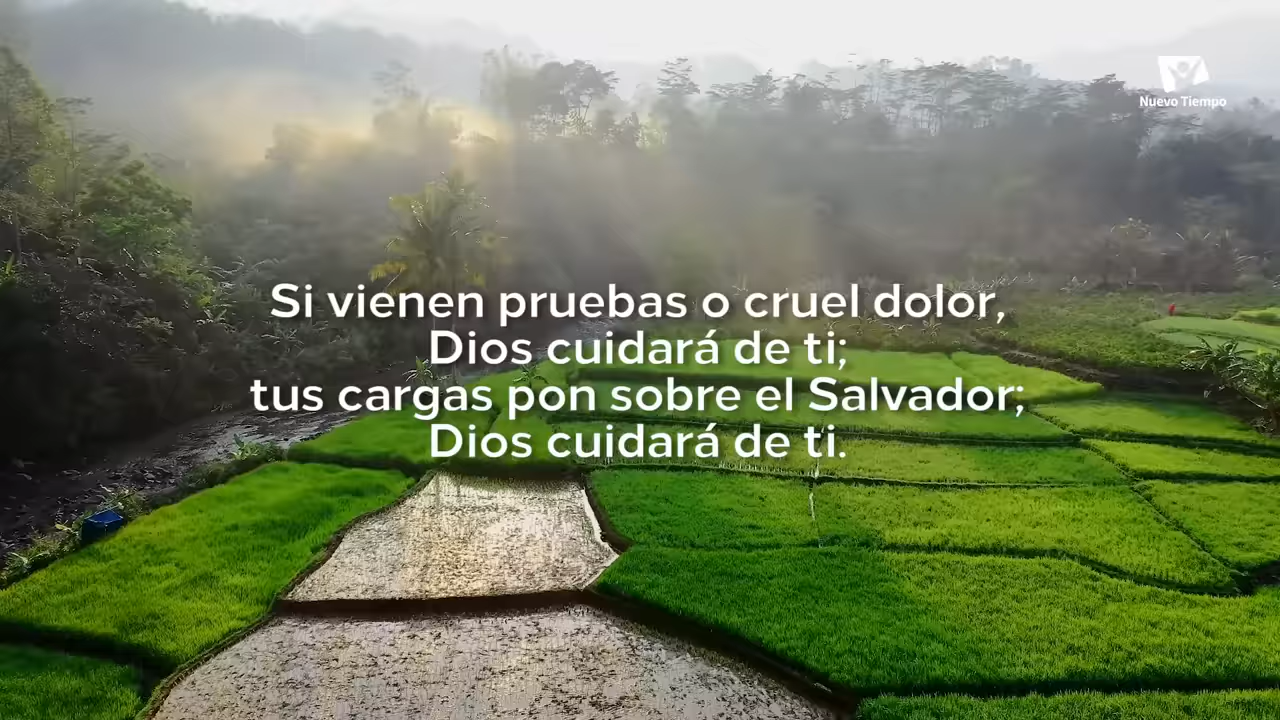 Nuevo Tiempo
Si vienen pruebas o cruel dolor,
Dios cuidará de ti;
tus cargas pon sobre el Salvador;
Dios cuidará de ti.